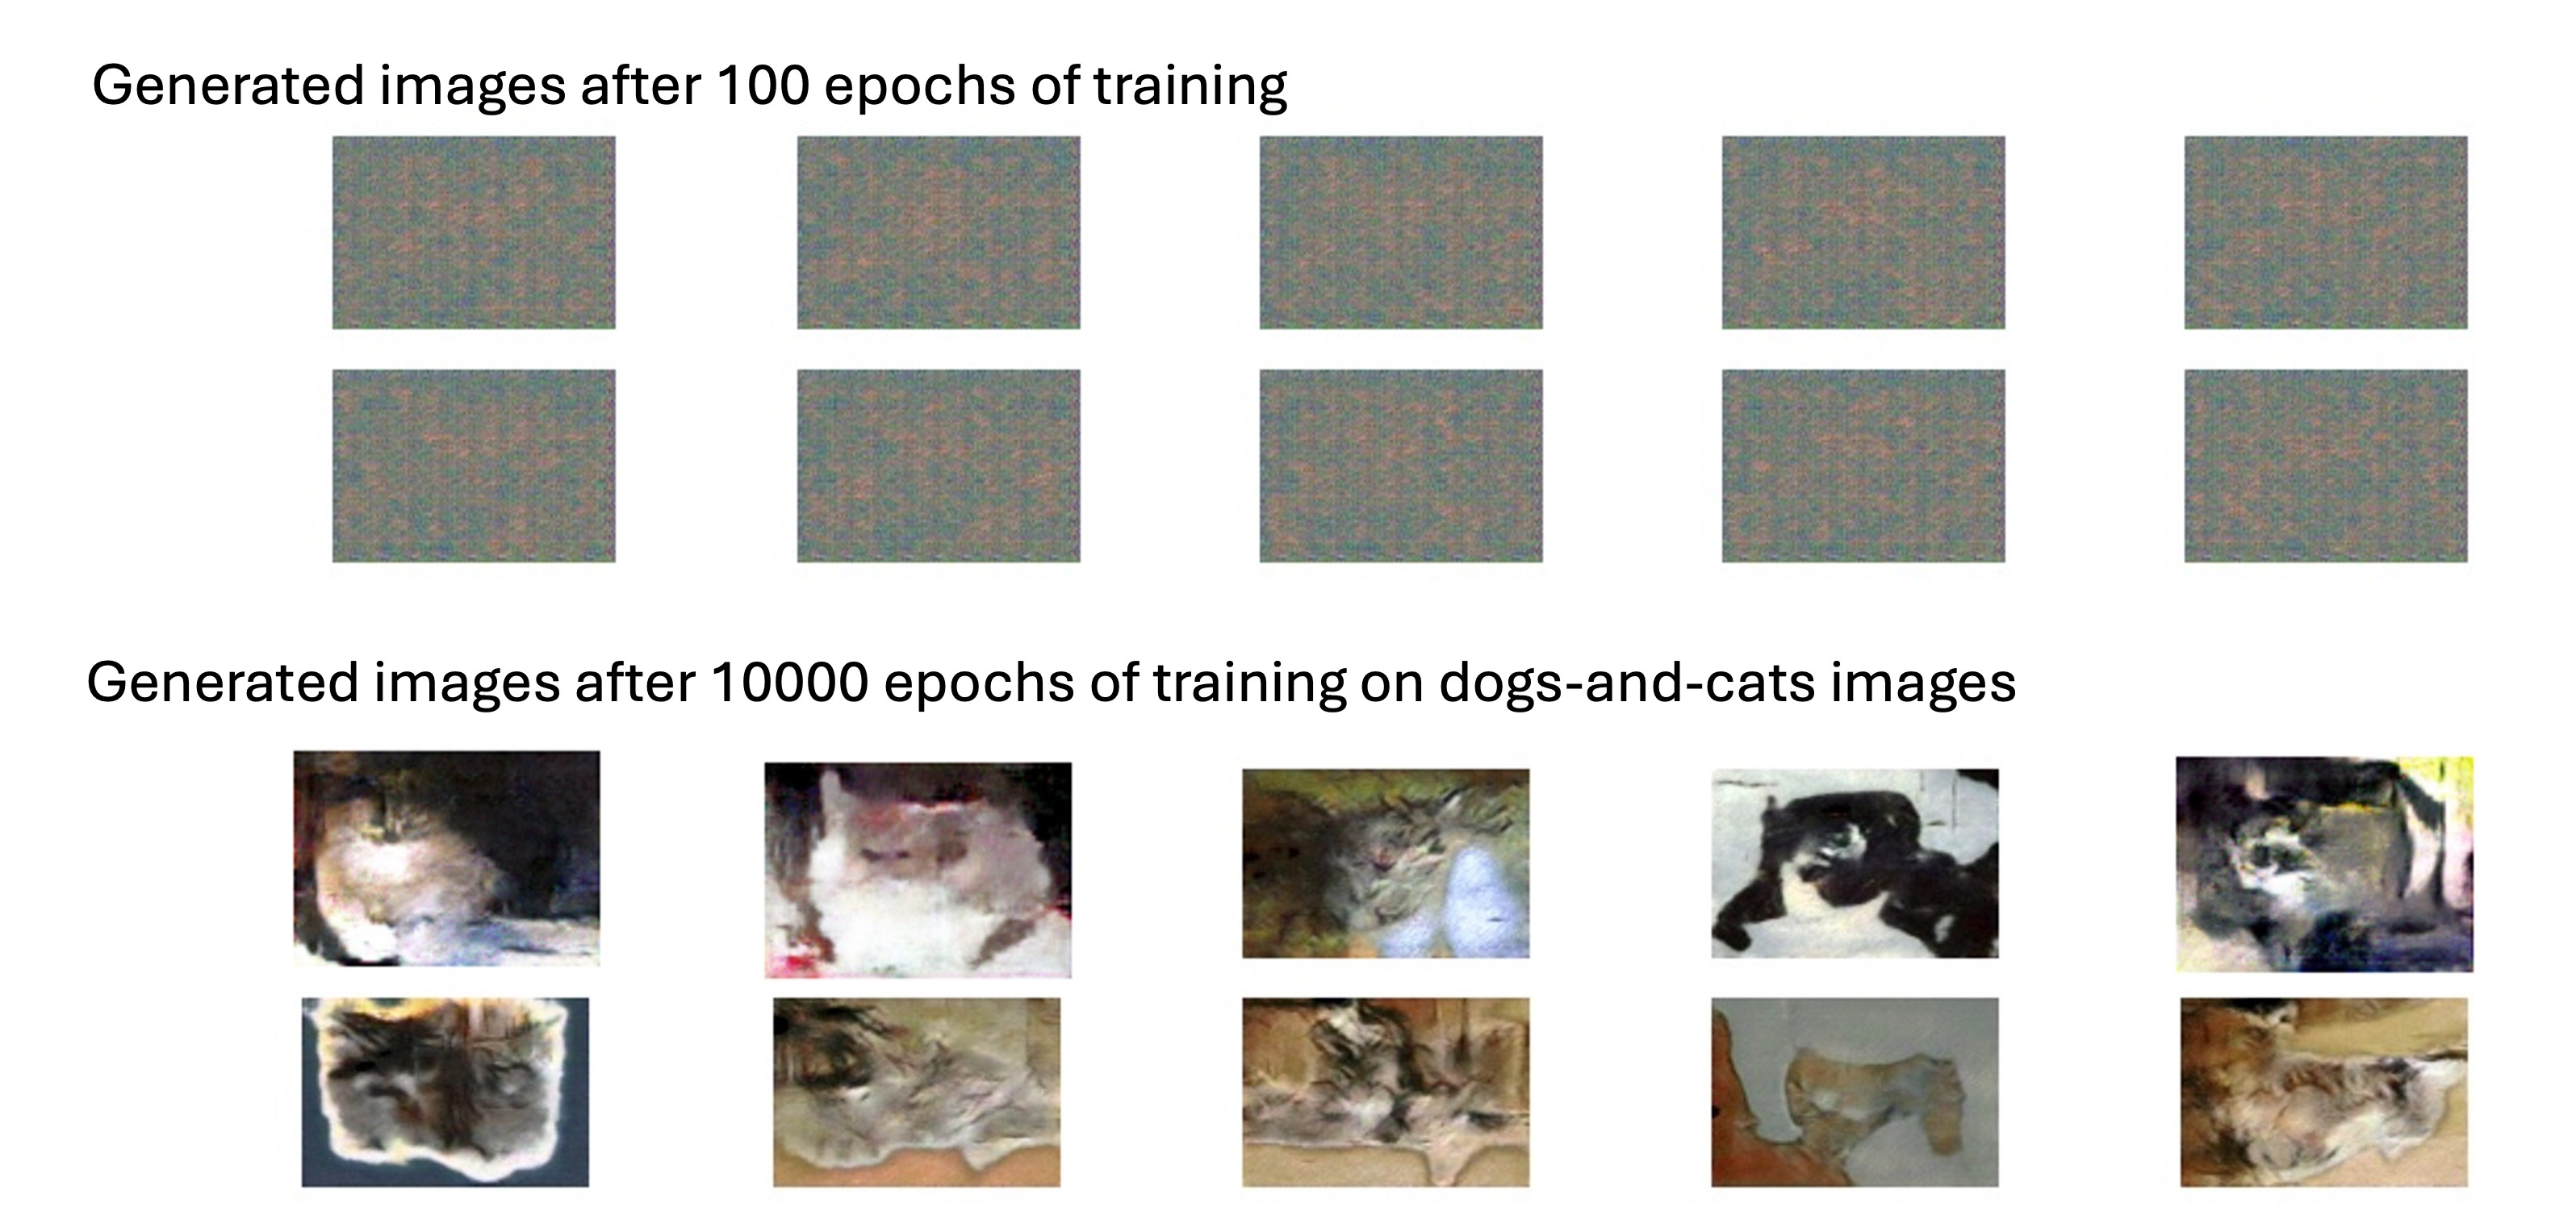 Generated images after 100 epochs of training
Generated images after 10000 epochs of training on dogs-and-cats images